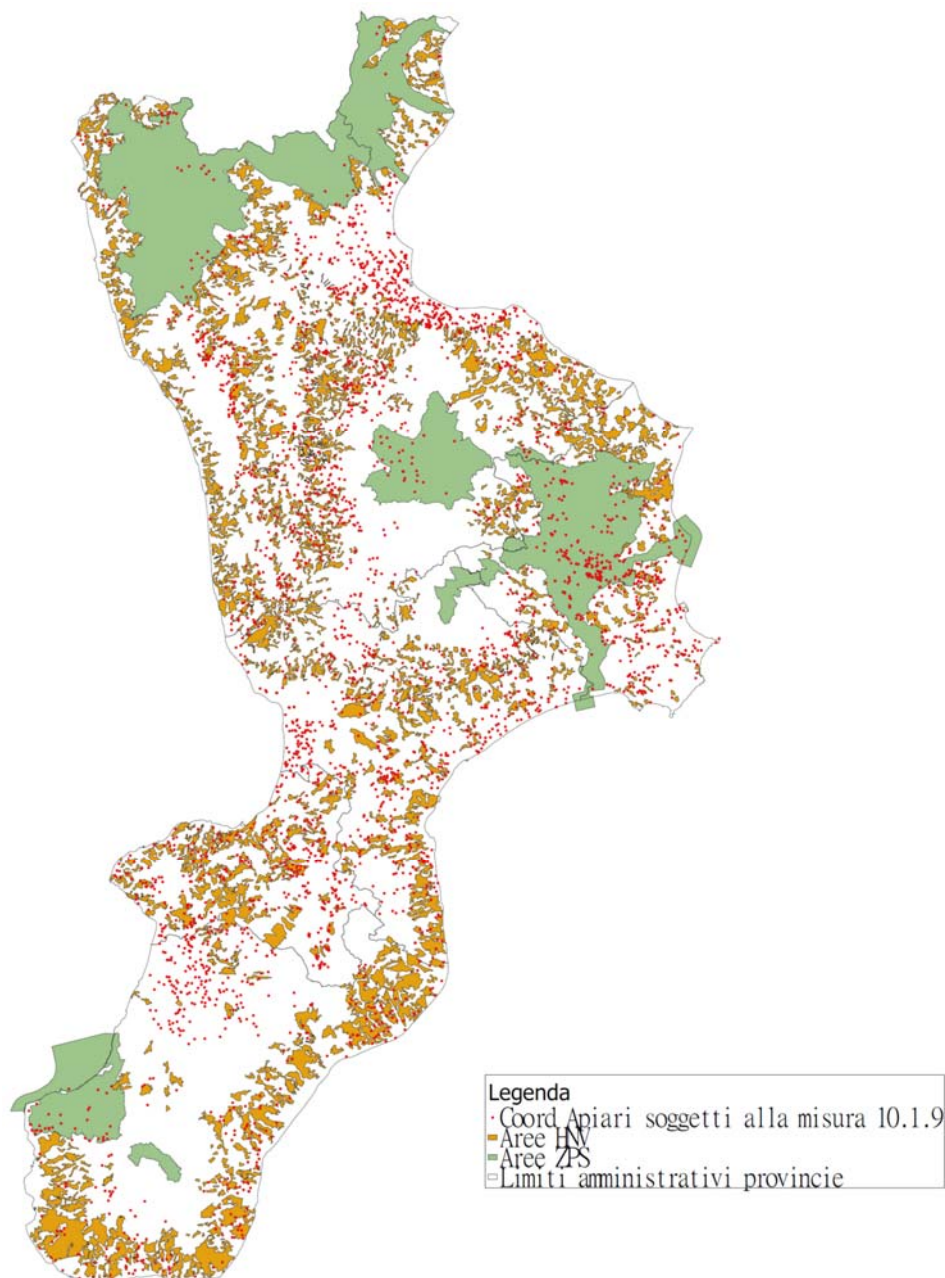 Legenda
Coord Apiari soggetti alla misura 10.1.9
Aree HNV
Aree ZPS
Limiti amministrativi provincie